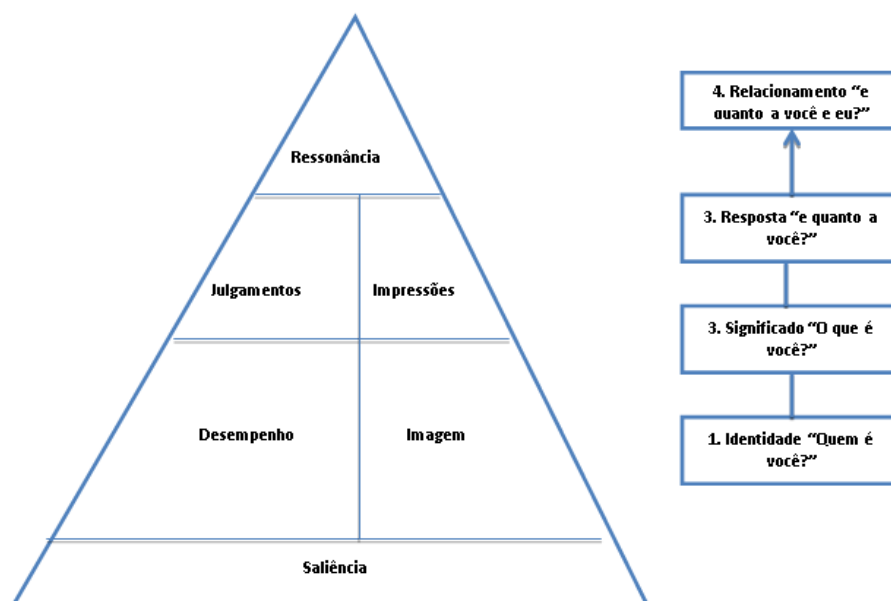 Ressonância
Julgamentos
Impressões
Desempenho
Imagem
Saliência
4. Relacionamento “e
quanto a você e eu?”
3. Resposta “e quanto a
você?”
3. Significado “O que é
você?”
1. Identidade “Quem é
você?”